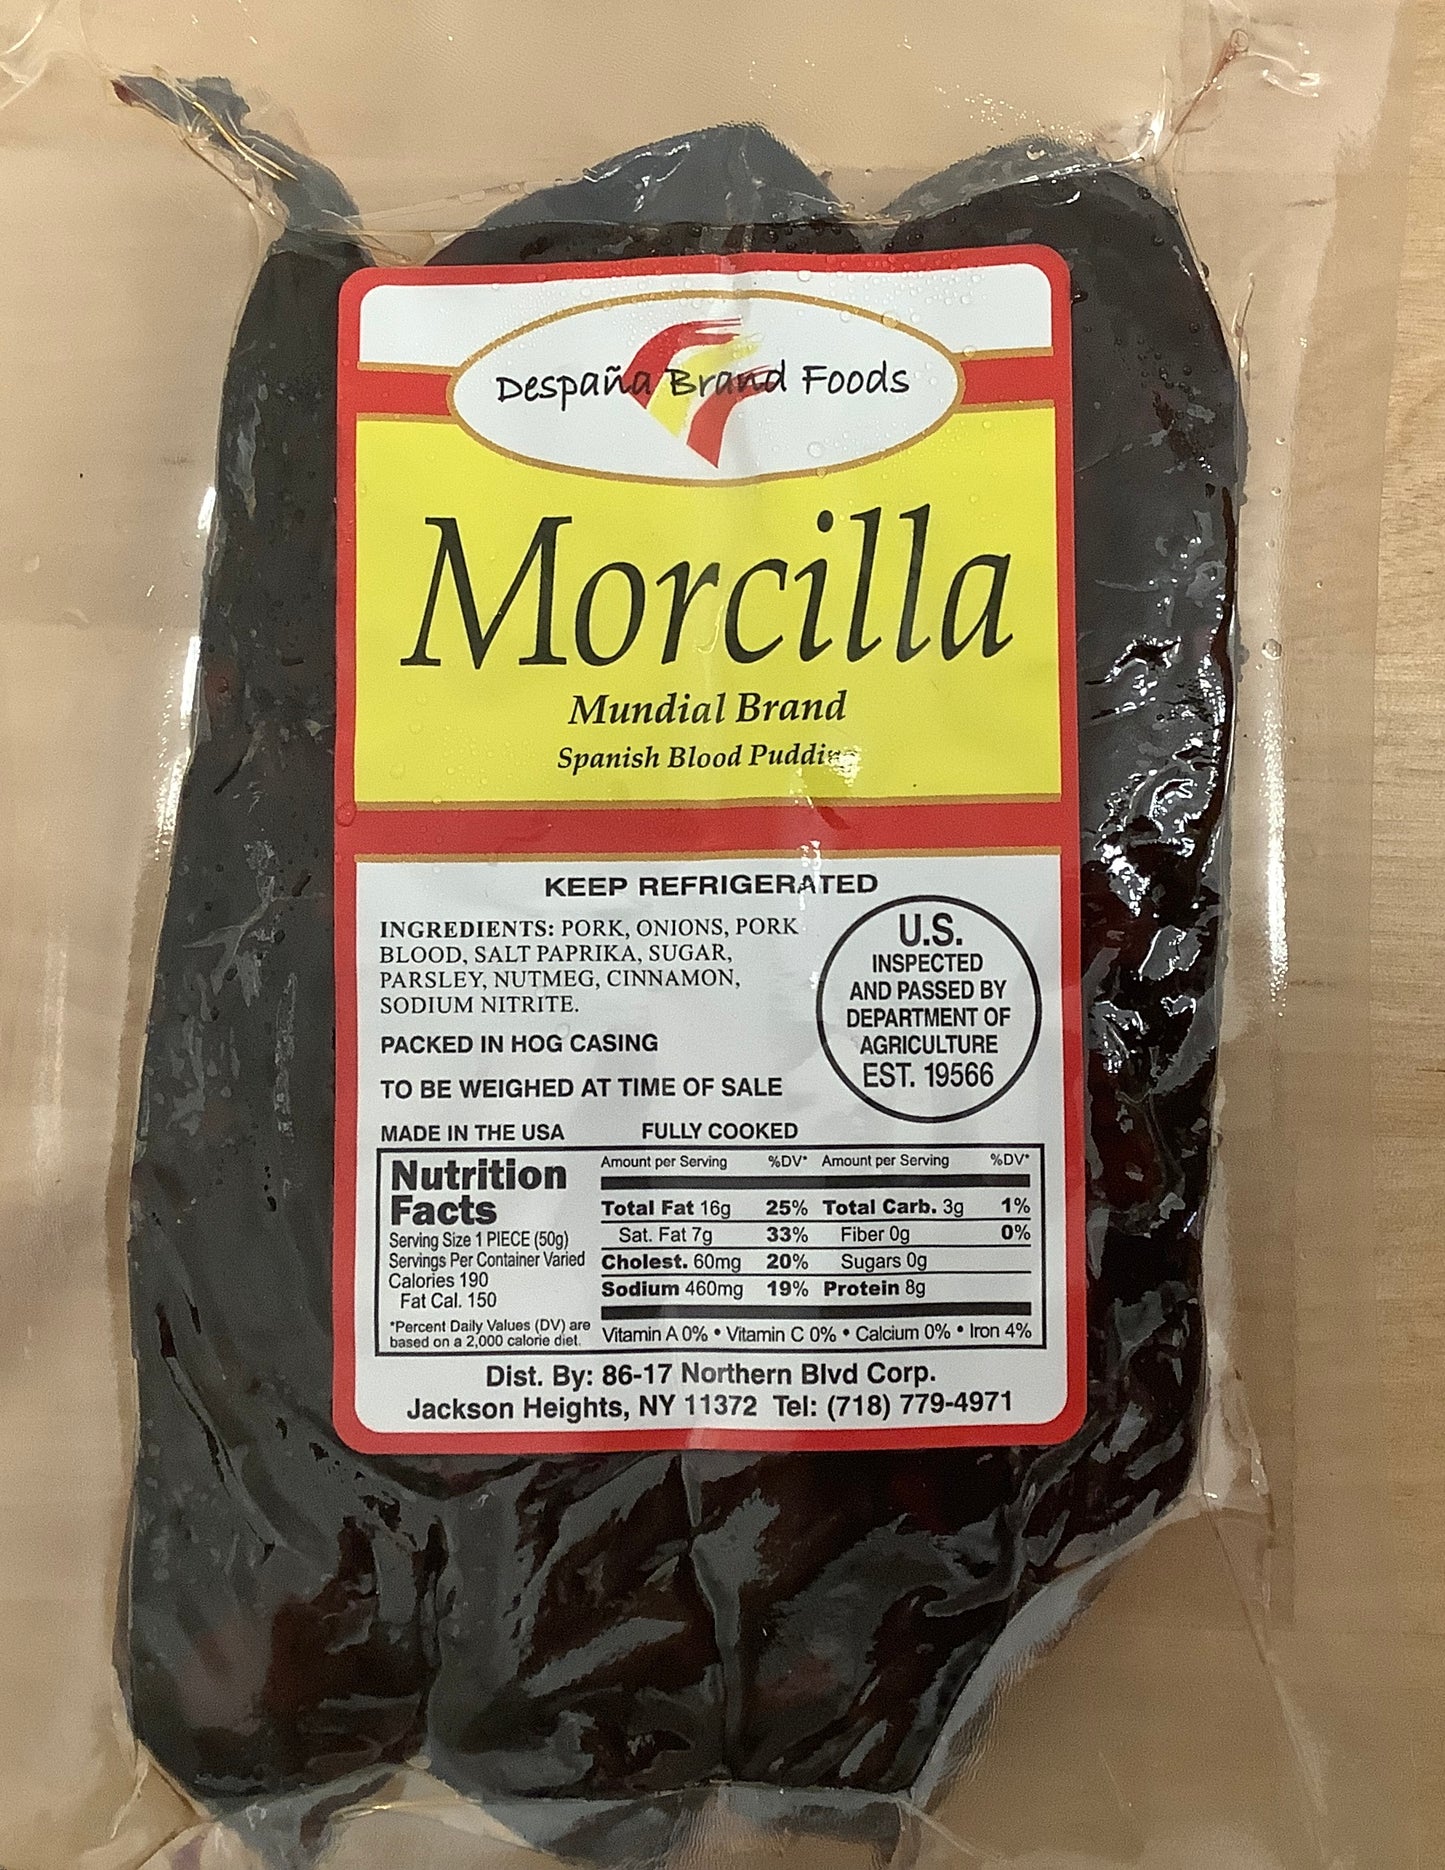 Despaña Brand Foods
Morcilla
Mundial Brand
Spanish Blood Pudding
KEEP REFRIGERATED
INGREDIENTS: PORK, ONIONS, PORK
BLOOD, SALT PAPRIKA, SUGAR,
PARSLEY, NUTMEG, CINNAMON,
SODIUM NITRITE.
PACKED IN HOG CASING
TO BE WEIGHED AT TIME OF SALE
MADE IN THE USA FULLY COOKED
U.S.
INSPECTED
AND PASSED BY
DEPARTMENT OF
AGRICULTURE
EST. 19566
Nutrition
Facts
Serving Size 1 PIECE (50g)
Servings Per Container Varied
Calories 190
Fat Cal. 150
*Percent Daily Values (DV) are
based on a 2,000 calorie diet.
Amount per Serving %DV* Amount per Serving %DV*
Total Fat 16g 25% Total Carb. 3g 1%
Sat. Fat 7g 33% Fiber 0g 0%
Cholest. 60mg 20% Sugars 0g
Sodium 460mg 19% Protein 8g
Vitamin A 0% • Vitamin C 0% • Calcium 0% • Iron 4%
Dist. By: 86-17 Northern Blvd Corp.
Jackson Heights, NY 11372 Tel: (718) 779-4971